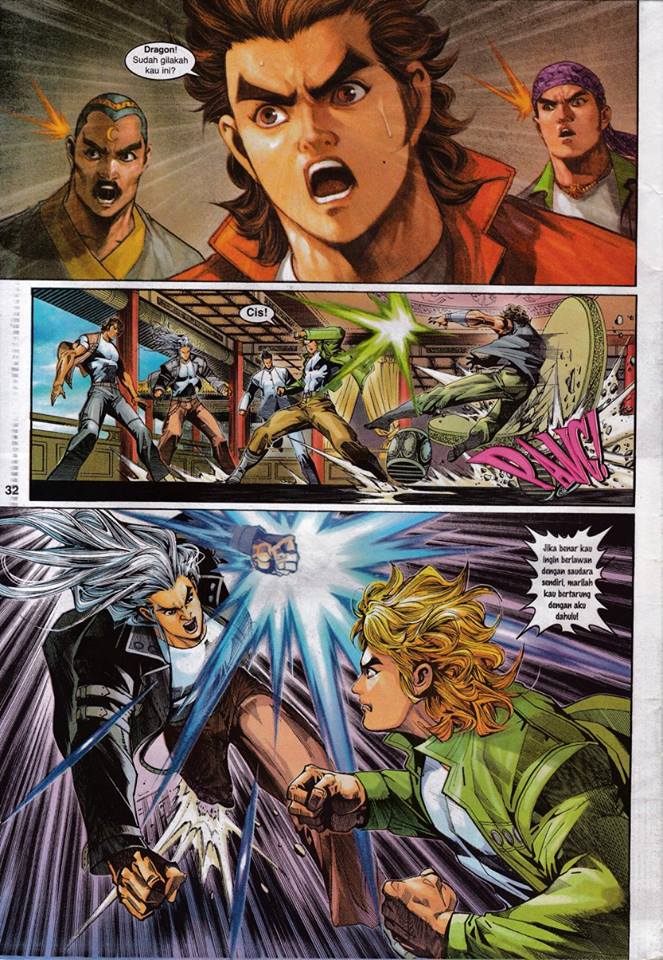 Dragon!
Sudah gilakah
kau ini?
Cis!
PANG!
32
Jika benar kau
ingin berlawan
dengan saudara
sendiri, marilah
kau bertarung
dengan aku
dahulu!